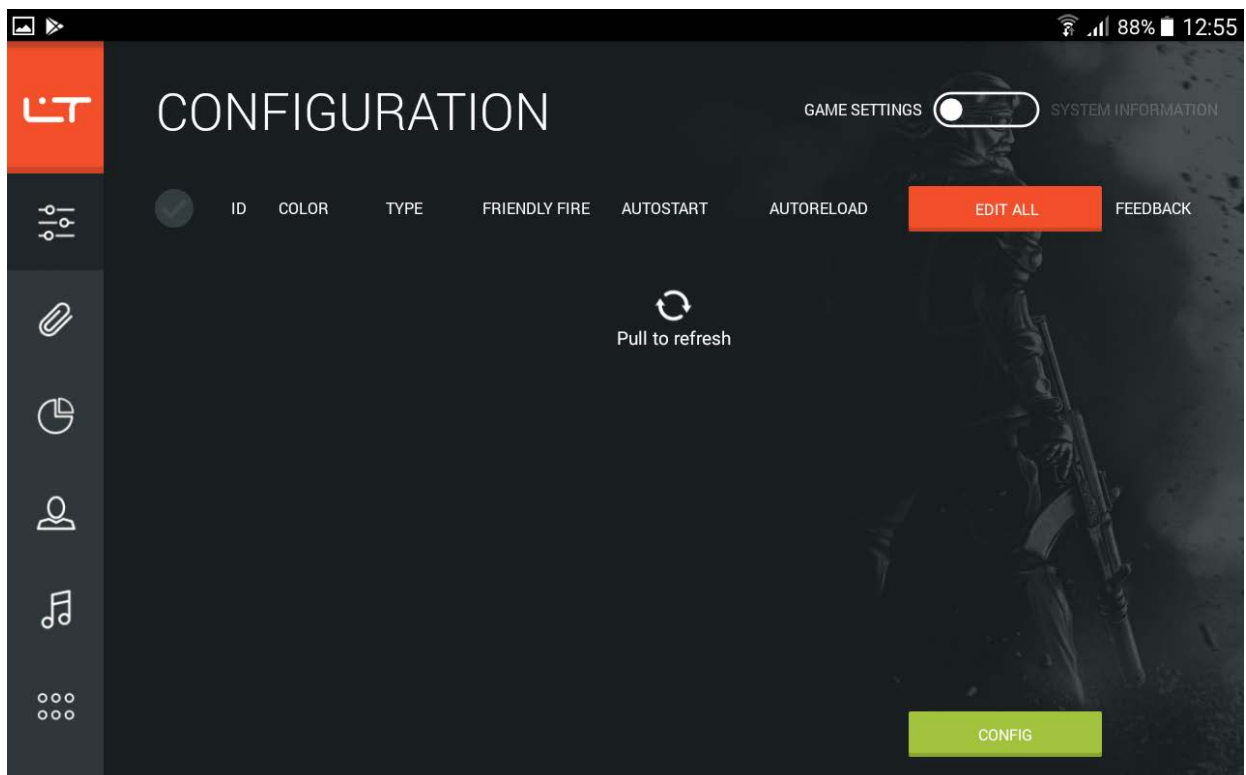 88% 12:55
LT
CONFIGURATION
GAME SETTINGS SYSTEM INFORMATION
ID COLOR TYPE FRIENDLY FIRE AUTOSTART AUTORELOAD EDIT ALL FEEDBACK
Pull to refresh
CONFIG